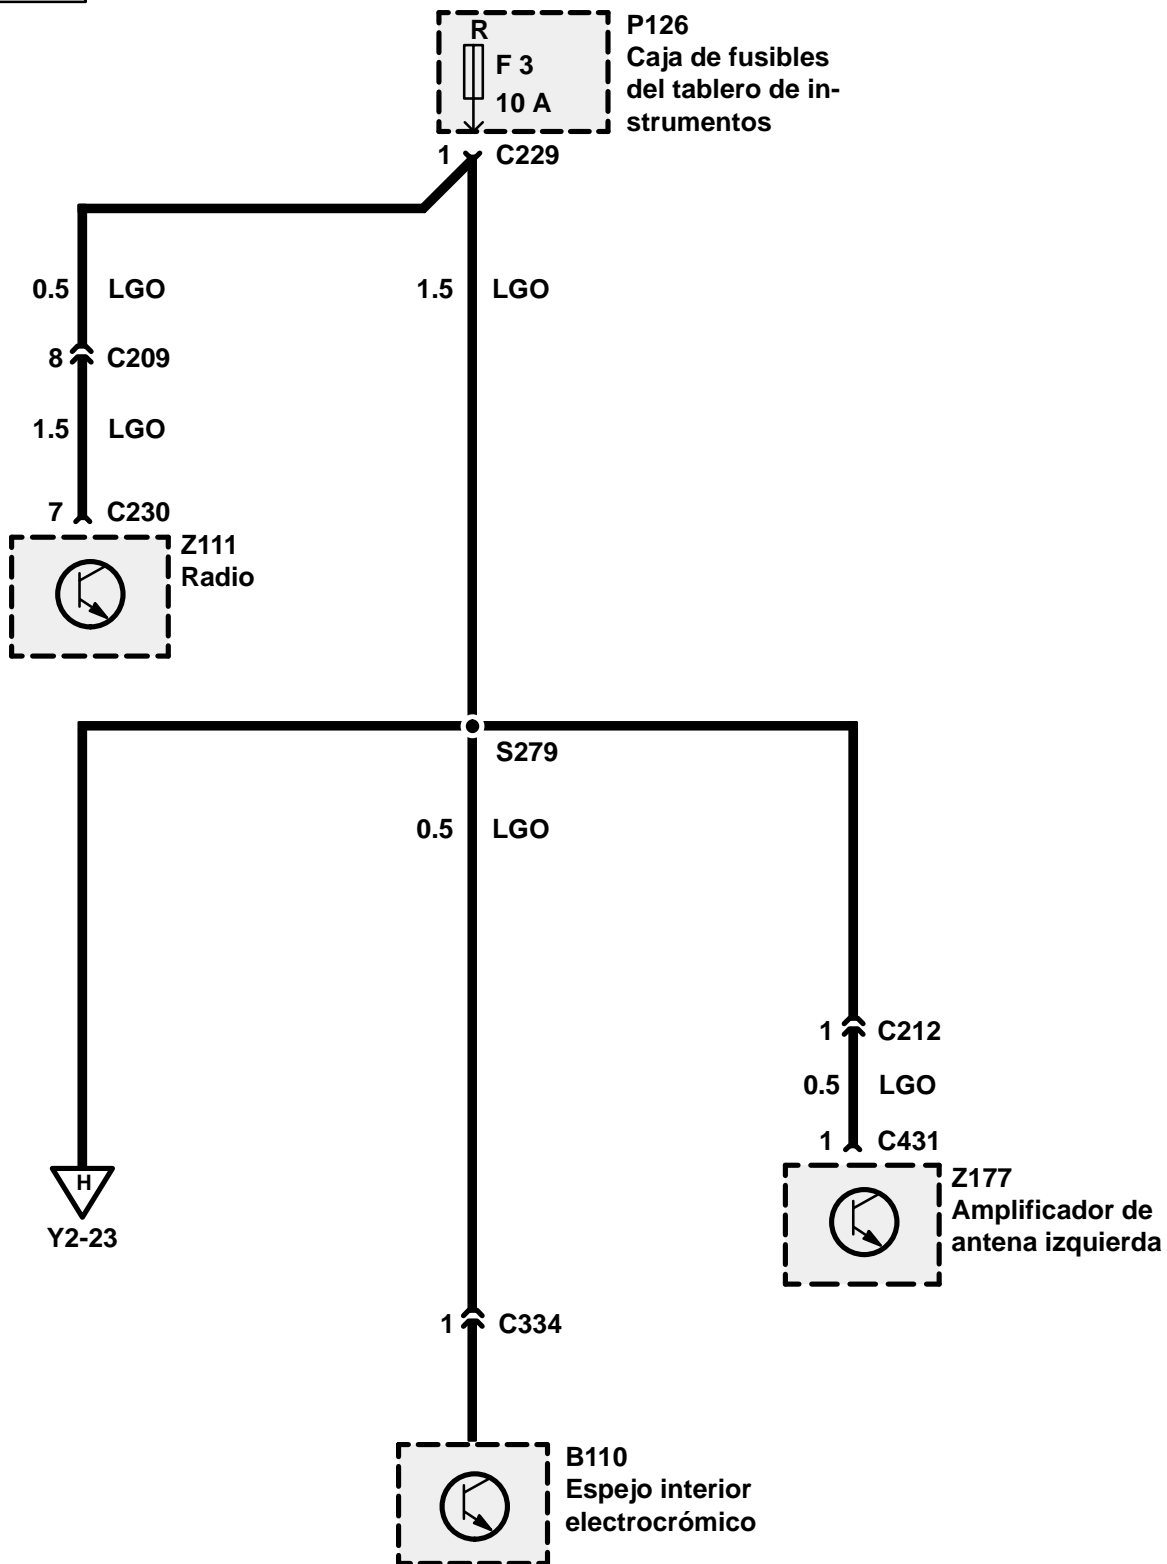 R
F 3
10 A
P126
Caja de fusibles
del tablero de in-
strumentos
1 C229
0.5 LGO
1.5 LGO
8 C209
1.5 LGO
7 C230
Z111
Radio
S279
0.5 LGO
1 C212
0.5 LGO
1 C431
H
Y2-23
Z177
Amplificador de
antena izquierda
1 C334
B110
Espejo interior
electrocrómico